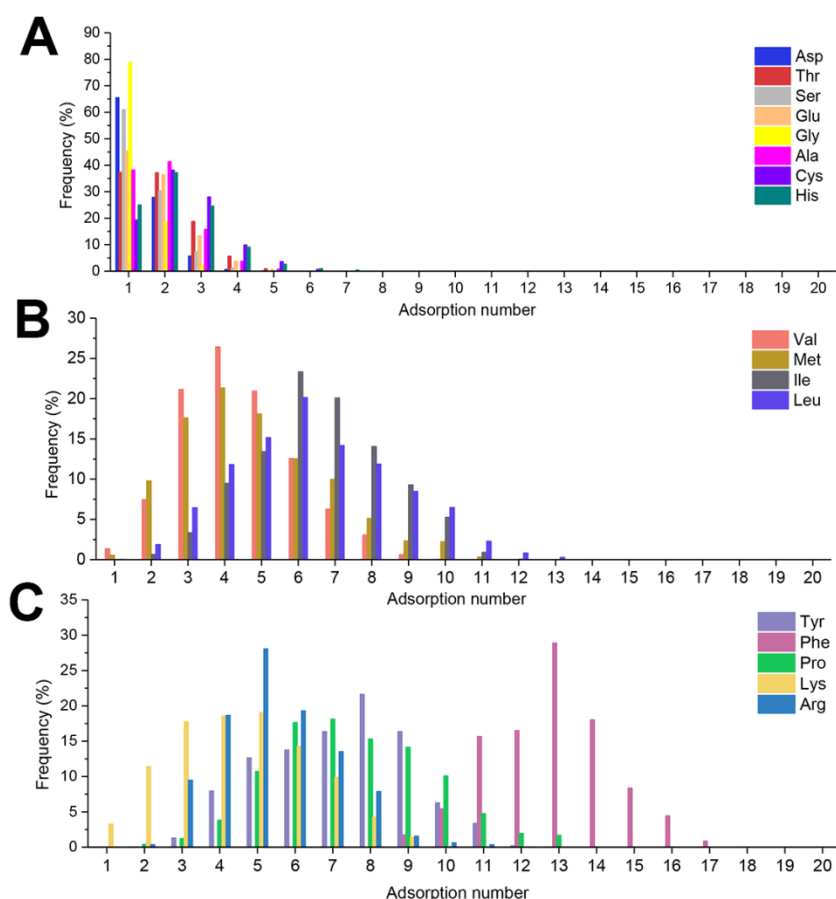 A
Frequency (%)
90
80
70
60
50
40
30
20
10
0
Asp
Thr
Ser
Glu
Gly
Ala
Cys
His
1 2 3 4 5 6 7 8 9 10 11 12 13 14 15 16 17 18 19 20
Adsorption number
B
Frequency (%)
30
25
20
15
10
5
0
Val
Met
Ile
Leu
1 2 3 4 5 6 7 8 9 10 11 12 13 14 15 16 17 18 19 20
Adsorption number
C
Frequency (%)
35
30
25
20
15
10
5
0
Tyr
Phe
Pro
Lys
Arg
1 2 3 4 5 6 7 8 9 10 11 12 13 14 15 16 17 18 19 20
Adsorption number